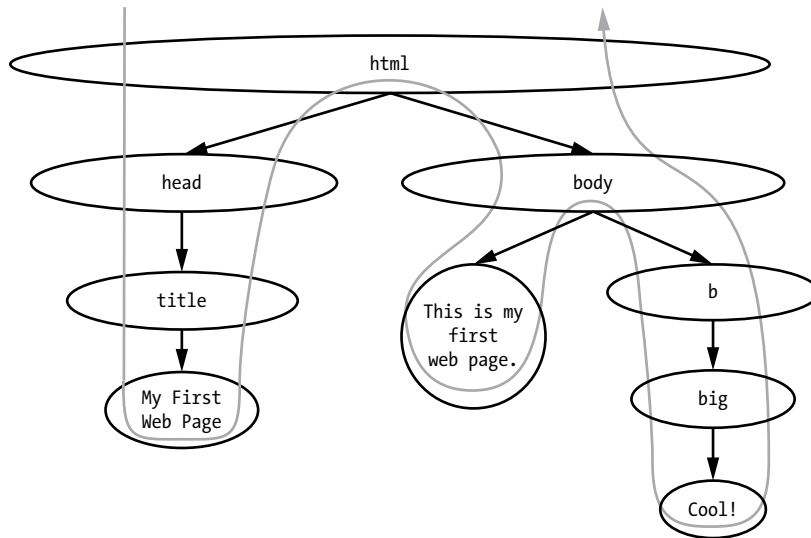 html
head
body
title
b
This is my
first
web page.
My First
Web Page
big
Cool!